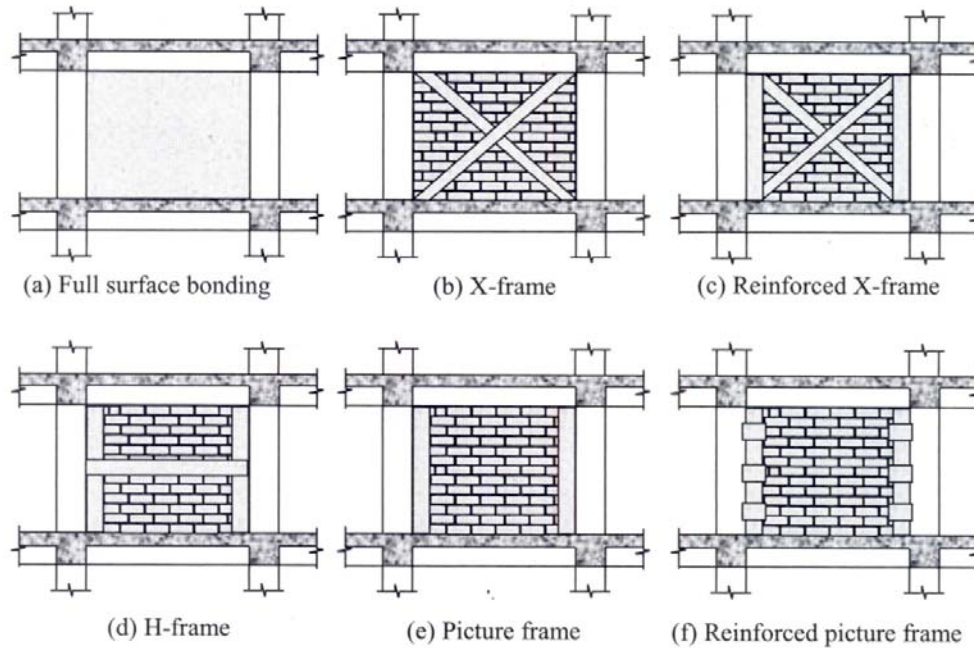 (a) Full surface bonding
(b) X-frame
(c) Reinforced X-frame
(d) H-frame
(e) Picture frame
(f) Reinforced picture frame